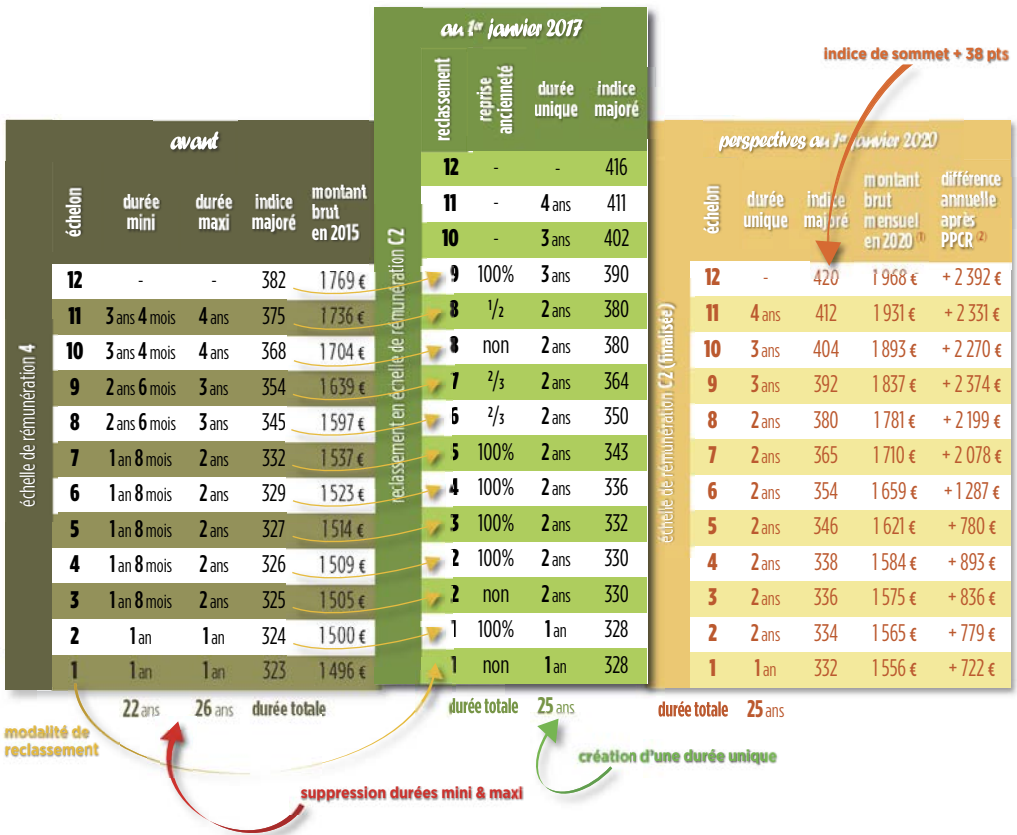 au 1er janvier 2017
reclassement reprise ancienneté durée unique indice majoré
12 - - 416
11 - 4 ans 411
10 - 3 ans 402
9 100% 3 ans 390
8 1/2 2 ans 380
8 non 2 ans 380
7 2/3 2 ans 364
6 2/3 2 ans 350
5 100% 2 ans 343
4 100% 2 ans 336
3 100% 2 ans 332
2 100% 2 ans 330
2 non 2 ans 330
1 100% 1 an 328
1 non 1 an 328
durée totale 25 ans
reclassement en échelle de rémunération C2
création d'une durée unique
avant
échelon durée mini durée maxi indice majoré montant brut en 2015
12 - - 382 1 769 €
11 3 ans 4 mois 4 ans 375 1 736 €
10 3 ans 4 mois 4 ans 368 1 704 €
9 2 ans 6 mois 3 ans 354 1 639 €
8 2 ans 6 mois 3 ans 345 1 597 €
7 1 an 8 mois 2 ans 332 1 537 €
6 1 an 8 mois 2 ans 329 1 523 €
5 1 an 8 mois 2 ans 327 1 514 €
4 1 an 8 mois 2 ans 326 1 509 €
3 1 an 8 mois 2 ans 325 1 505 €
2 1 an 1 an 324 1 500 €
1 1 an 1 an 323 1 496 €
22 ans 26 ans durée totale
échelle de rémunération 4
modalité de
reclassement
suppression durées mini & maxi
indice de sommet + 38 pts
perspectives au 1er janvier 2020
échelon durée unique indice majoré montant brut mensuel en 2020 (1) différence annuelle après PPCR (2)
12 - 420 1 968 € + 2 392 €
11 4 ans 412 1 931 € + 2 331 €
10 3 ans 404 1 893 € + 2 270 €
9 3 ans 392 1 837 € + 2 374 €
8 2 ans 380 1 781 € + 2 199 €
7 2 ans 365 1 710 € + 2 078 €
6 2 ans 354 1 659 € + 1 287 €
5 2 ans 346 1 621 € + 780 €
4 2 ans 338 1 584 € + 893 €
3 2 ans 336 1 575 € + 836 €
2 2 ans 334 1 565 € + 779 €
1 1 an 332 1 556 € + 722 €
durée totale 25 ans
échelle de rémunération C2 (finalisée)